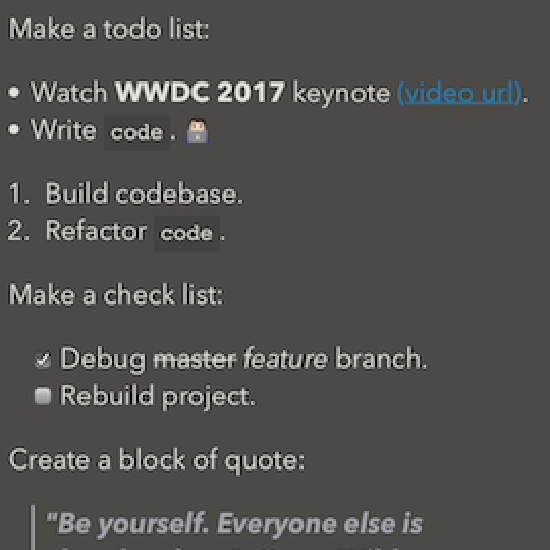 Make a todo list:
• Watch WWDC 2017 keynote (video url).
• Write code. 👨🏻‍💻
1. Build codebase.
2. Refactor code.
Make a check list:
Debug master feature branch.
Rebuild project.
Create a block of quote:
"Be yourself. Everyone else is